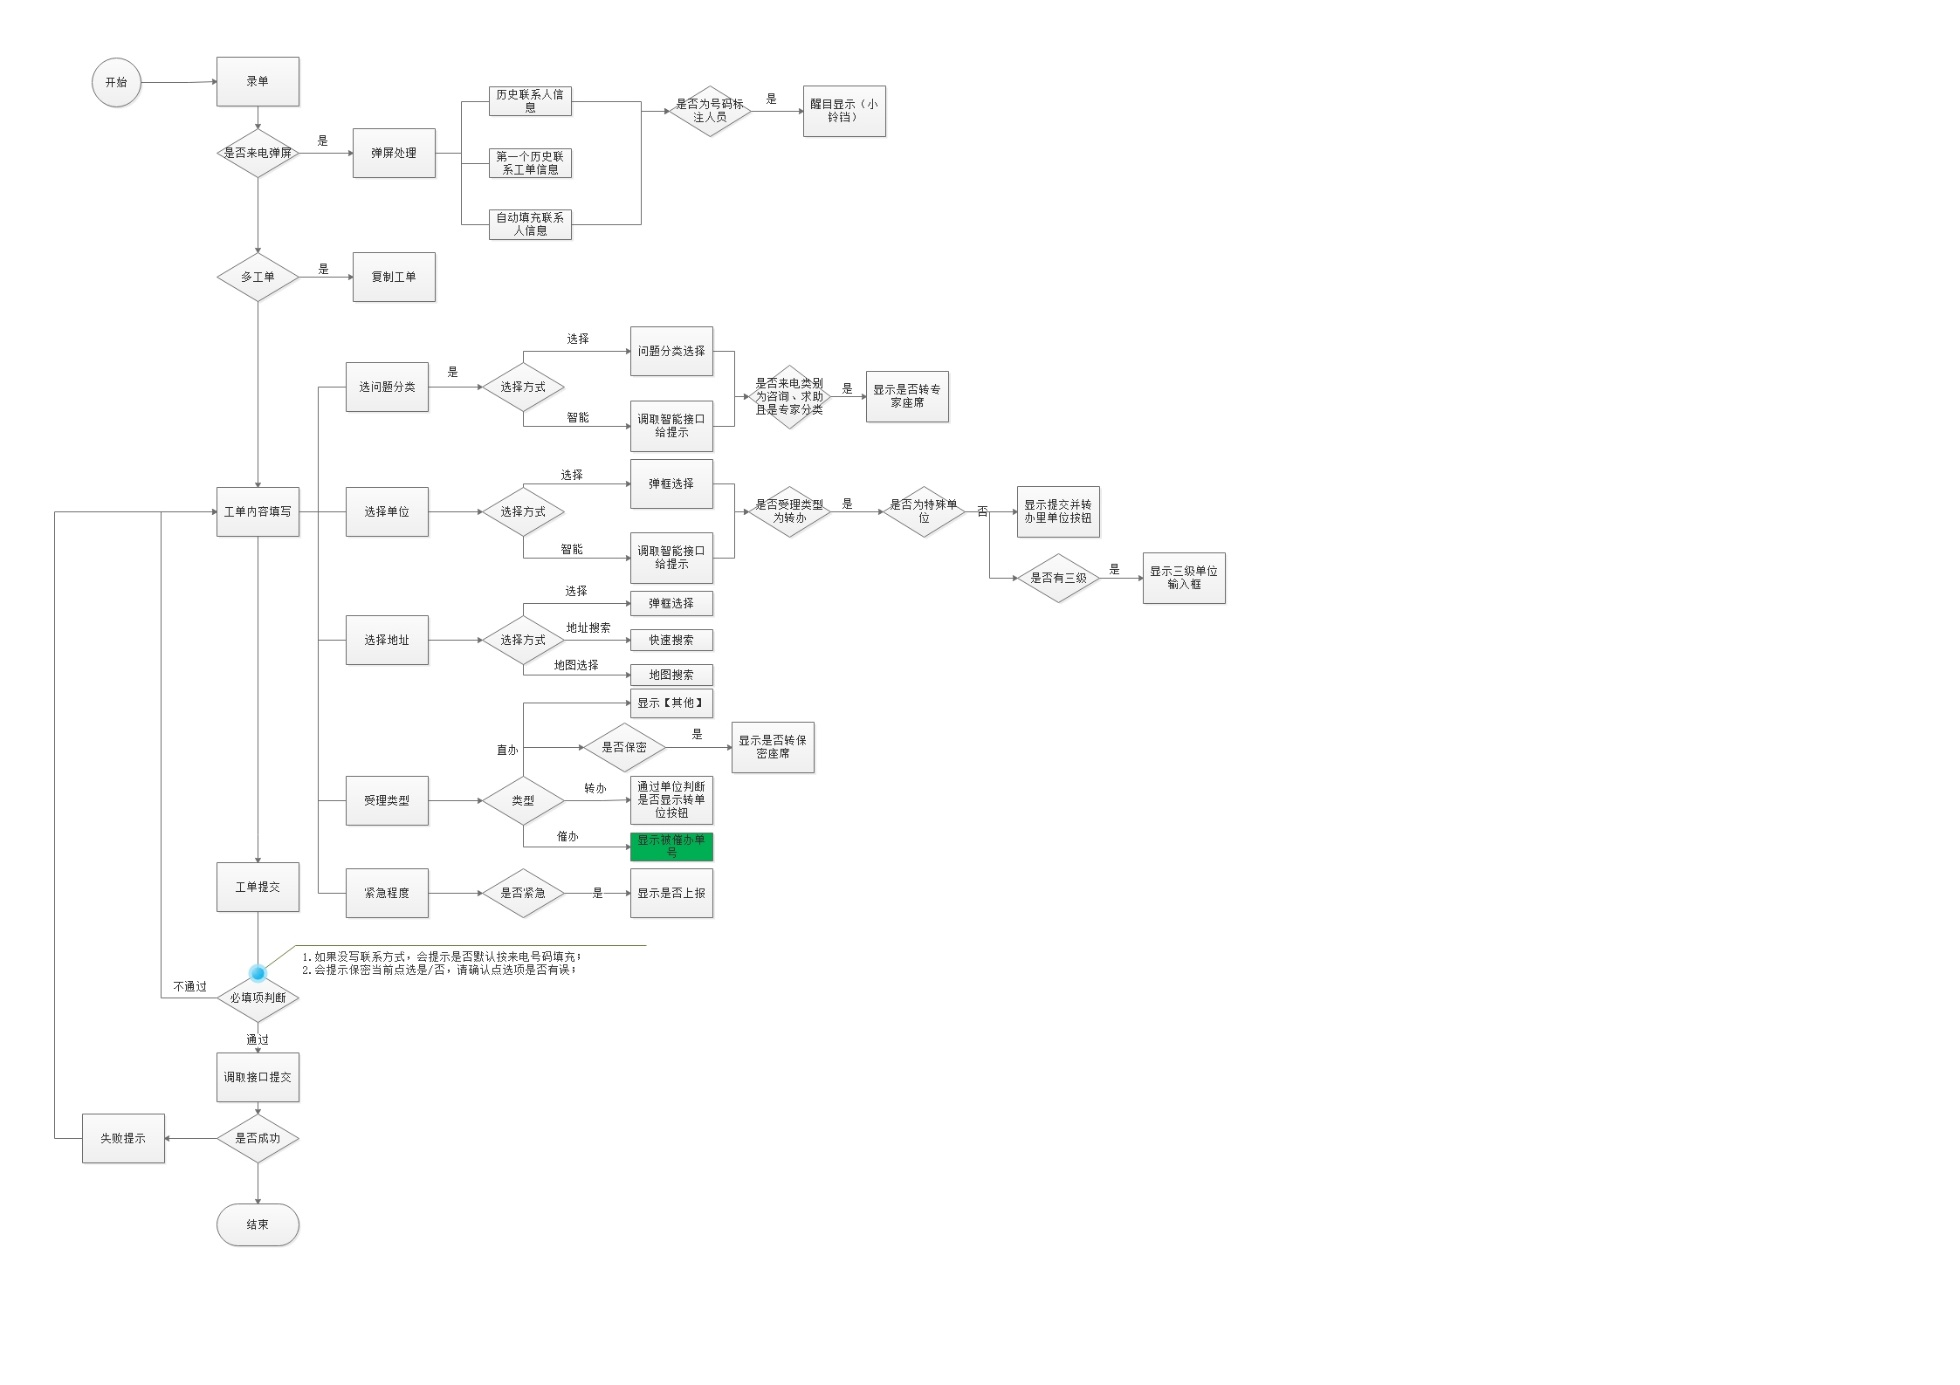 开始
录单
是否来电弹屏
是
弹屏处理
历史联系人信
息
第一个历史联
系工单信息
自动填充联系
人信息
是否为号码标
注人员
是
醒目显示（小
铃铛）
多工单
是
复制工单
工单内容填写
选问题分类
是
选择方式
选择
问题分类选择
智能
调取智能接口
给提示
是否来电类别
为咨询、求助
且是专家分类
是
显示是否转专
家座席
选择单位
选择方式
选择
弹框选择
智能
调取智能接口
给提示
是否受理类型
为转办
是
是否为特殊单
位
否
显示提交并转
办里单位按钮
是否有三级
是
显示三级单位
输入框
选择地址
选择方式
选择
弹框选择
地址搜索
快速搜索
地图选择
地图搜索
受理类型
类型
直办
显示【其他】
是否保密
是
显示是否转保
密座席
转办
通过单位判断
是否显示转单
位按钮
催办
显示被催办单
号
紧急程度
是否紧急
是
显示是否上报
工单提交
1.如果没写联系方式，会提示是否默认按来电号码填充；
2.会提示保密当前点选是/否，请确认点选项是否有误；
不通过
必填项判断
通过
调取接口提交
失败提示
是否成功
结束